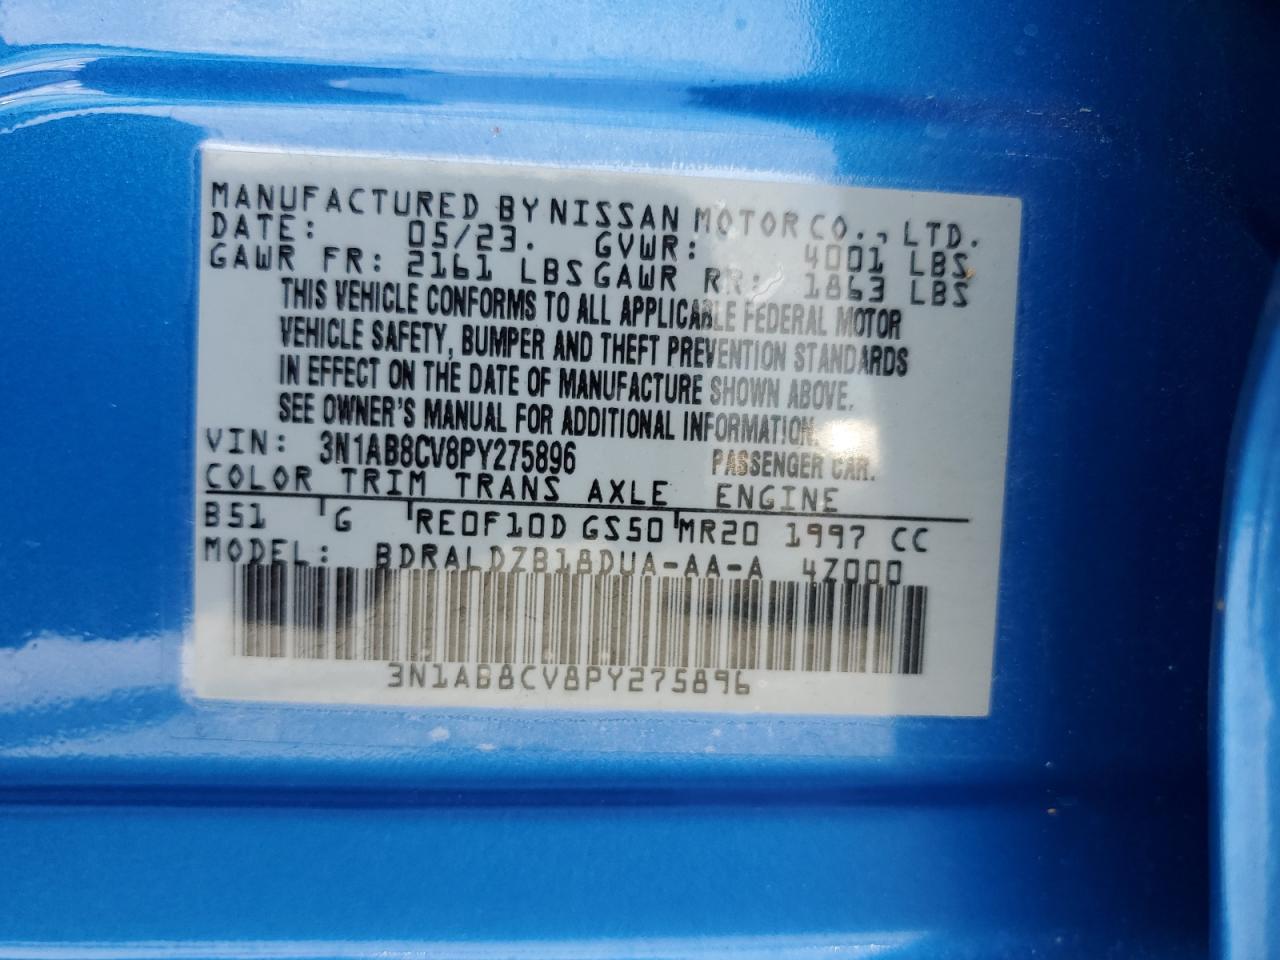 MANUFACTURED BY NISSAN MOTOR CO., LTD.
DATE: 05/23. GVWR: 4001 LBS
GAWR FR: 2161 LBS GAWR RR: 1863 LBS
THIS VEHICLE CONFORMS TO ALL APPLICABLE FEDERAL MOTOR
VEHICLE SAFETY, BUMPER AND THEFT PREVENTION STANDARDS
IN EFFECT ON THE DATE OF MANUFACTURE SHOWN ABOVE.
SEE OWNER'S MANUAL FOR ADDITIONAL INFORMATION.
VIN: 3N1AB8CV8PY275896 PASSENGER CAR.
COLOR TRIM TRANS AXLE ENGINE
B51 G RE0F10D GS50 MR20 1997 CC
MODEL: BDRALDZB18DUA-AA-A 4Z000
3N1AB8CV8PY275896